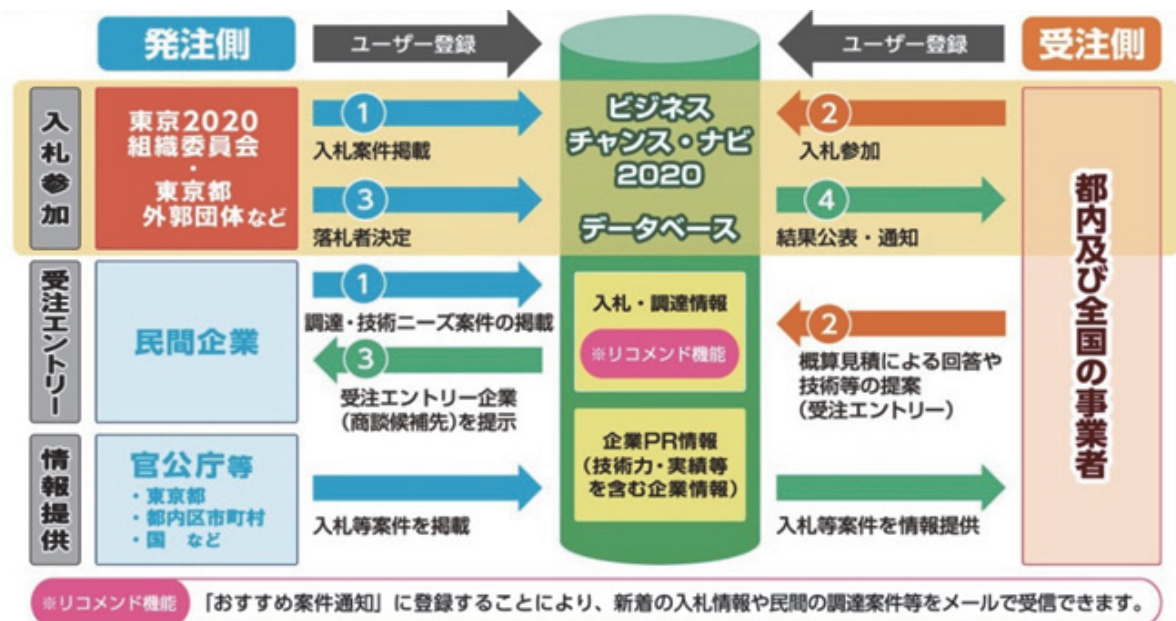 発注側
ユーザー登録
ユーザー登録
受注側
入札参加
東京2020
組織委員会
・
東京都
外郭団体など
1
入札案件掲載
3
落札者決定
ビジネス
チャンス・ナビ
2020
データベース
2
入札参加
4
結果公表・通知
都内及び全国の事業者
受注エントリー
民間企業
1
調達・技術ニーズ案件の掲載
3
受注エントリー企業
(商談候補先)を提示
入札・調達情報
※リコメンド機能
2
概算見積による回答や
技術等の提案
(受注エントリー)
情報提供
官公庁等
・東京都
・都内区市町村
・国 など
入札等案件を掲載
企業PR情報
(技術力・実績等
を含む企業情報)
入札等案件を情報提供
※リコメンド機能 「おすすめ案件通知」に登録することにより、新着の入札情報や民間の調達案件等をメールで受信できます。